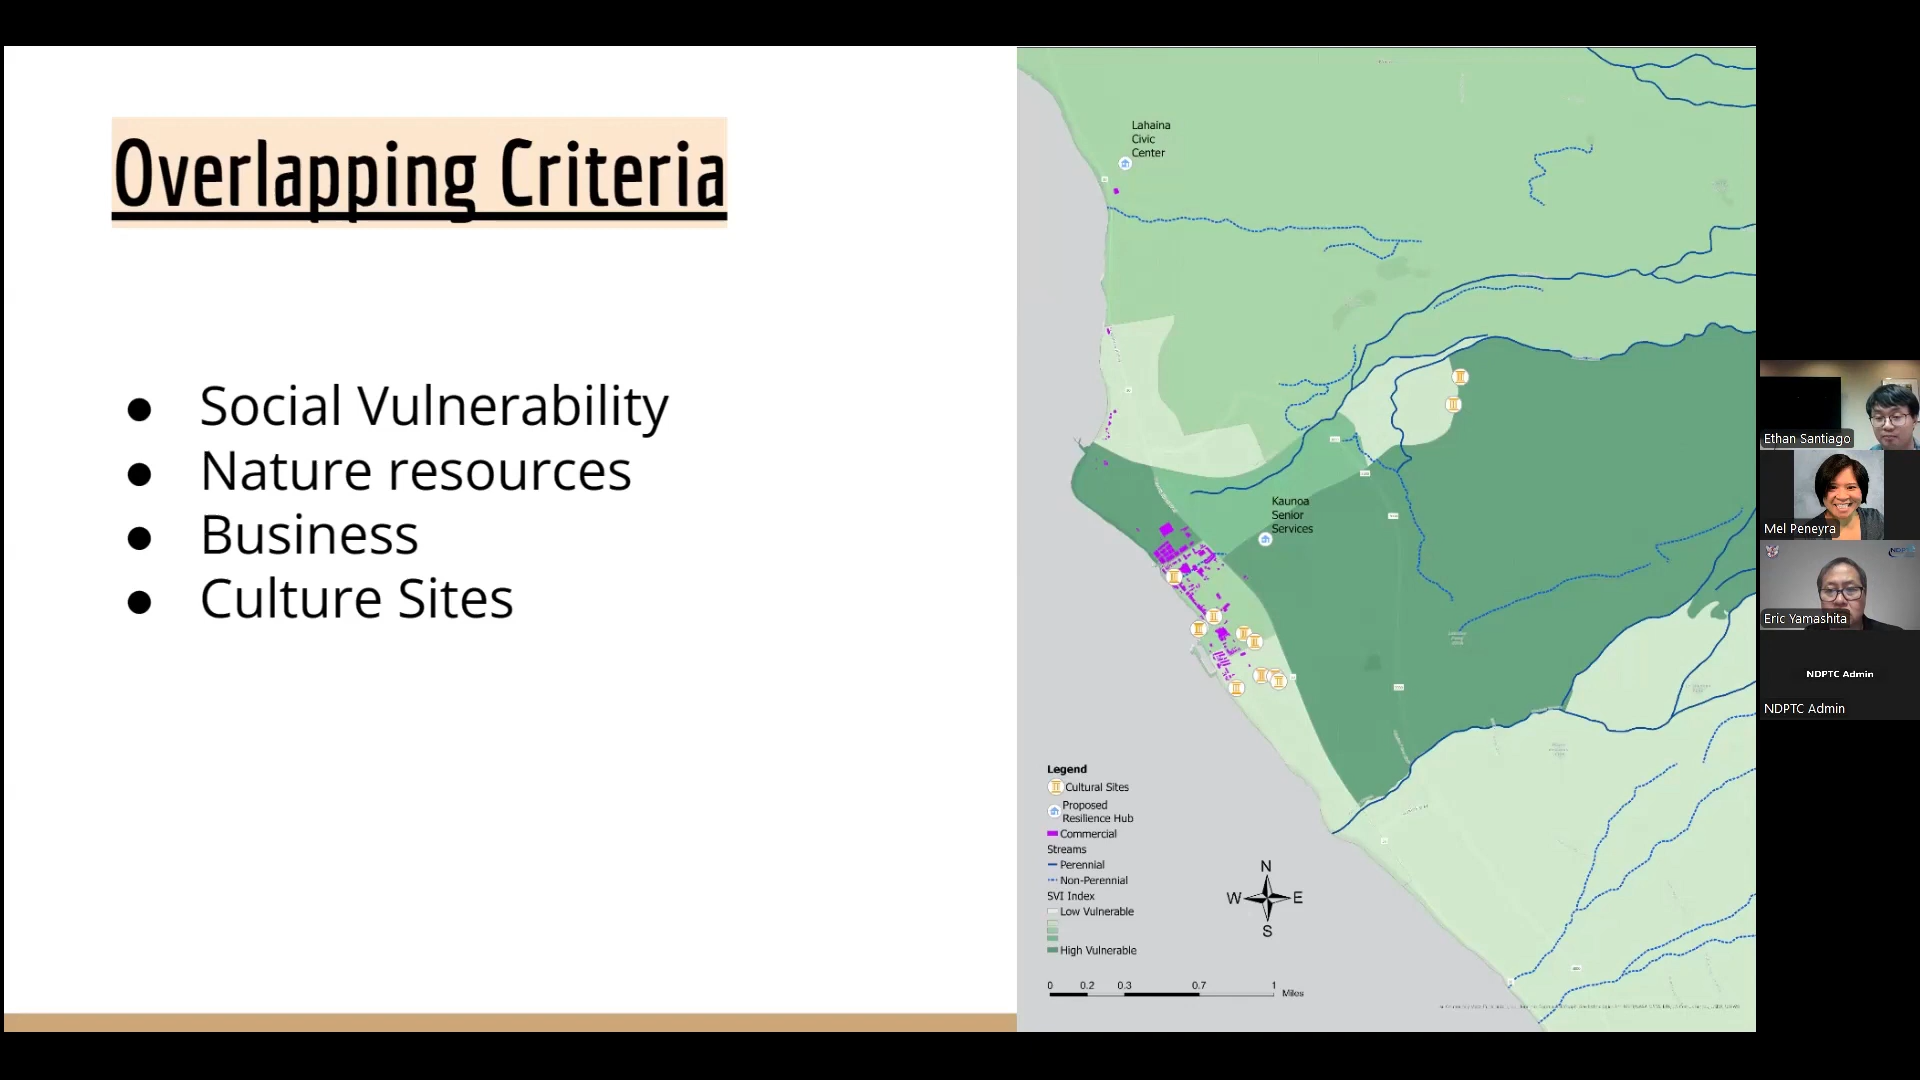 Overlapping Criteria
● Social Vulnerability
● Nature resources
● Business
● Culture Sites
Lahaina
Civic
Center
Kaunoa
Senior
Services
Legend
Cultural Sites
Proposed
Resilience Hub
Commercial
Streams
Perennial
Non-Perennial
SVI Index
Low Vulnerable
High Vulnerable
N
W E
S
0 0.2 0.3 0.7 1
Miles
Ethan Santiago
Mel Peneyra
Eric Yamashita
NDPTC Admin
NDPTC Admin